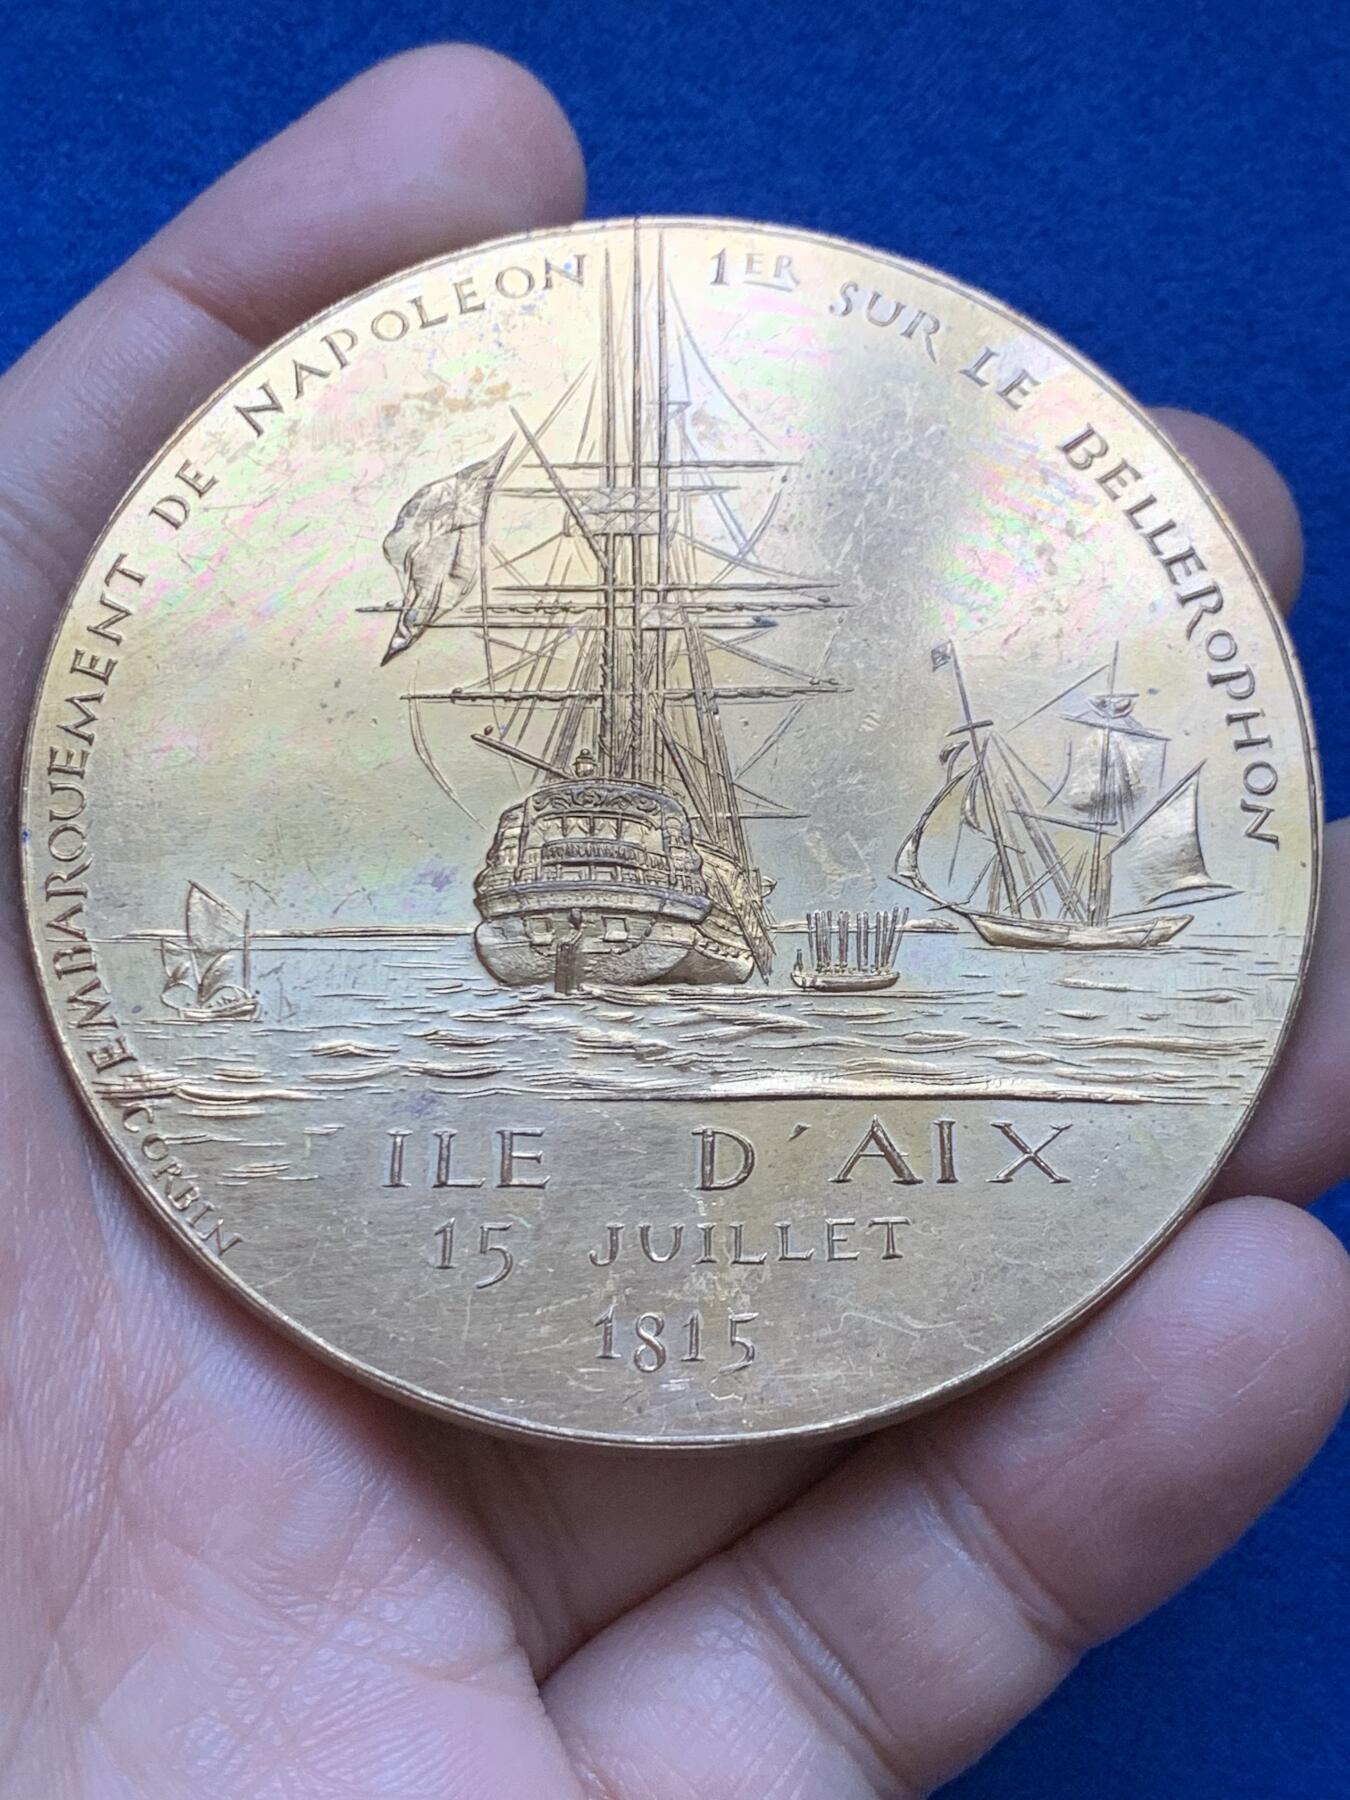 EMBARQUEMENT DE NAPOLEON 1ER SUR LE BELLEROPHON
ILE D'AIX
15 JUILLET
1815
CORBIN